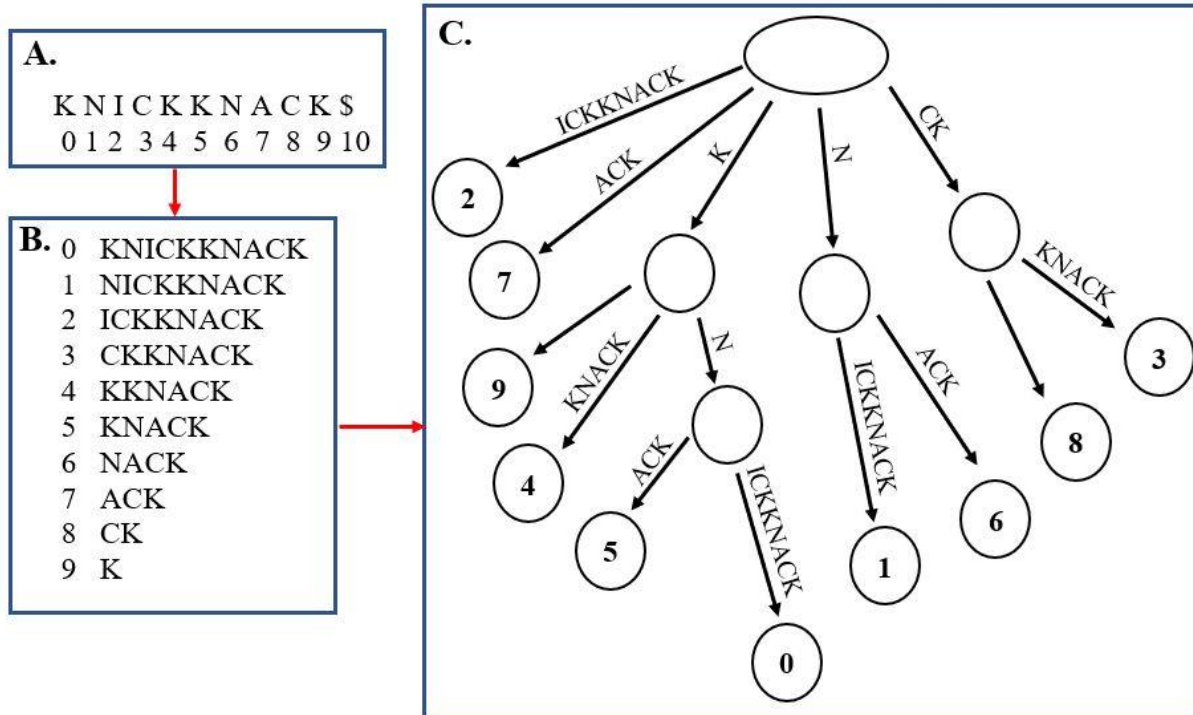 A.
K N I C K K N A C K $
0 1 2 3 4 5 6 7 8 9 10
B.
0 KNICKKNACK
1 NICKKNACK
2 ICKKNACK
3 CKKNACK
4 KKNACK
5 KNACK
6 NACK
7 ACK
8 CK
9 K
C.
ICKKNACK
ACK
K
N
CK
2
7
KNACK
3
9
KNACK
N
ICKKNACK
ACK
8
4
ACK
ICKKNACK
6
5
1
0